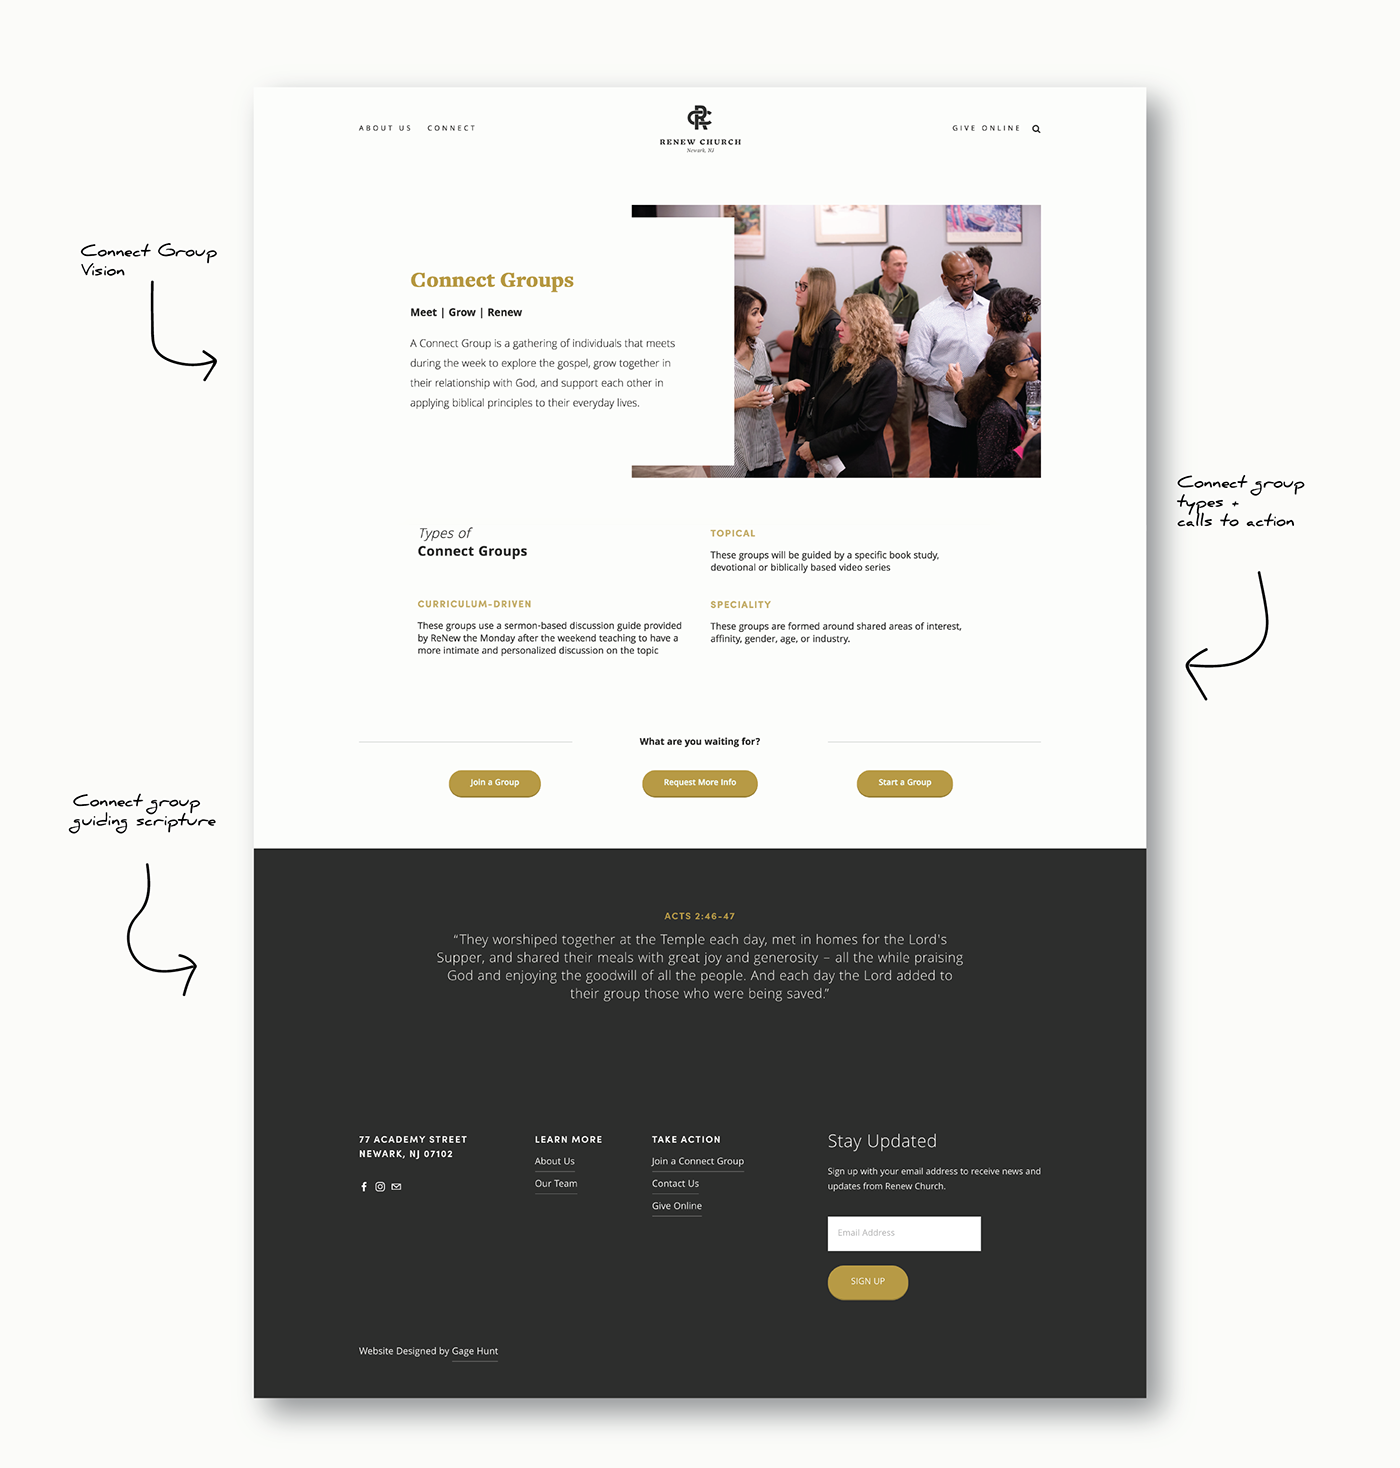 ABOUT US CONNECT
RENEW CHURCH
Newark, NJ
GIVE ONLINE
Connect Group
Vision
Connect Groups
Meet | Grow | Renew
A Connect Group is a gathering of individuals that meets
during the week to explore the gospel, grow together in
their relationship with God, and support each other in
applying biblical principles to their everyday lives.
Connect group
types +
calls to action
Types of
Connect Groups
TOPICAL
These groups will be guided by a specific book study,
devotional or biblically based video series
CURRICULUM-DRIVEN
These groups use a sermon-based discussion guide provided
by ReNew the Monday after the weekend teaching to have a
more intimate and personalized discussion on the topic
SPECIALITY
These groups are formed around shared areas of interest,
affinity, gender, age, or industry.
What are you waiting for?
Join a Group
Request More Info
Start a Group
Connect group
guiding scripture
ACTS 2:46-47
“They worshiped together at the Temple each day, met in homes for the Lord's
Supper, and shared their meals with great joy and generosity – all the while praising
God and enjoying the goodwill of all the people. And each day the Lord added to
their group those who were being saved.”
77 ACADEMY STREET
NEWARK, NJ 07102
LEARN MORE
About Us
Our Team
TAKE ACTION
Join a Connect Group
Contact Us
Give Online
Stay Updated
Sign up with your email address to receive news and
updates from Renew Church.
Email Address
SIGN UP
Website Designed by Gage Hunt